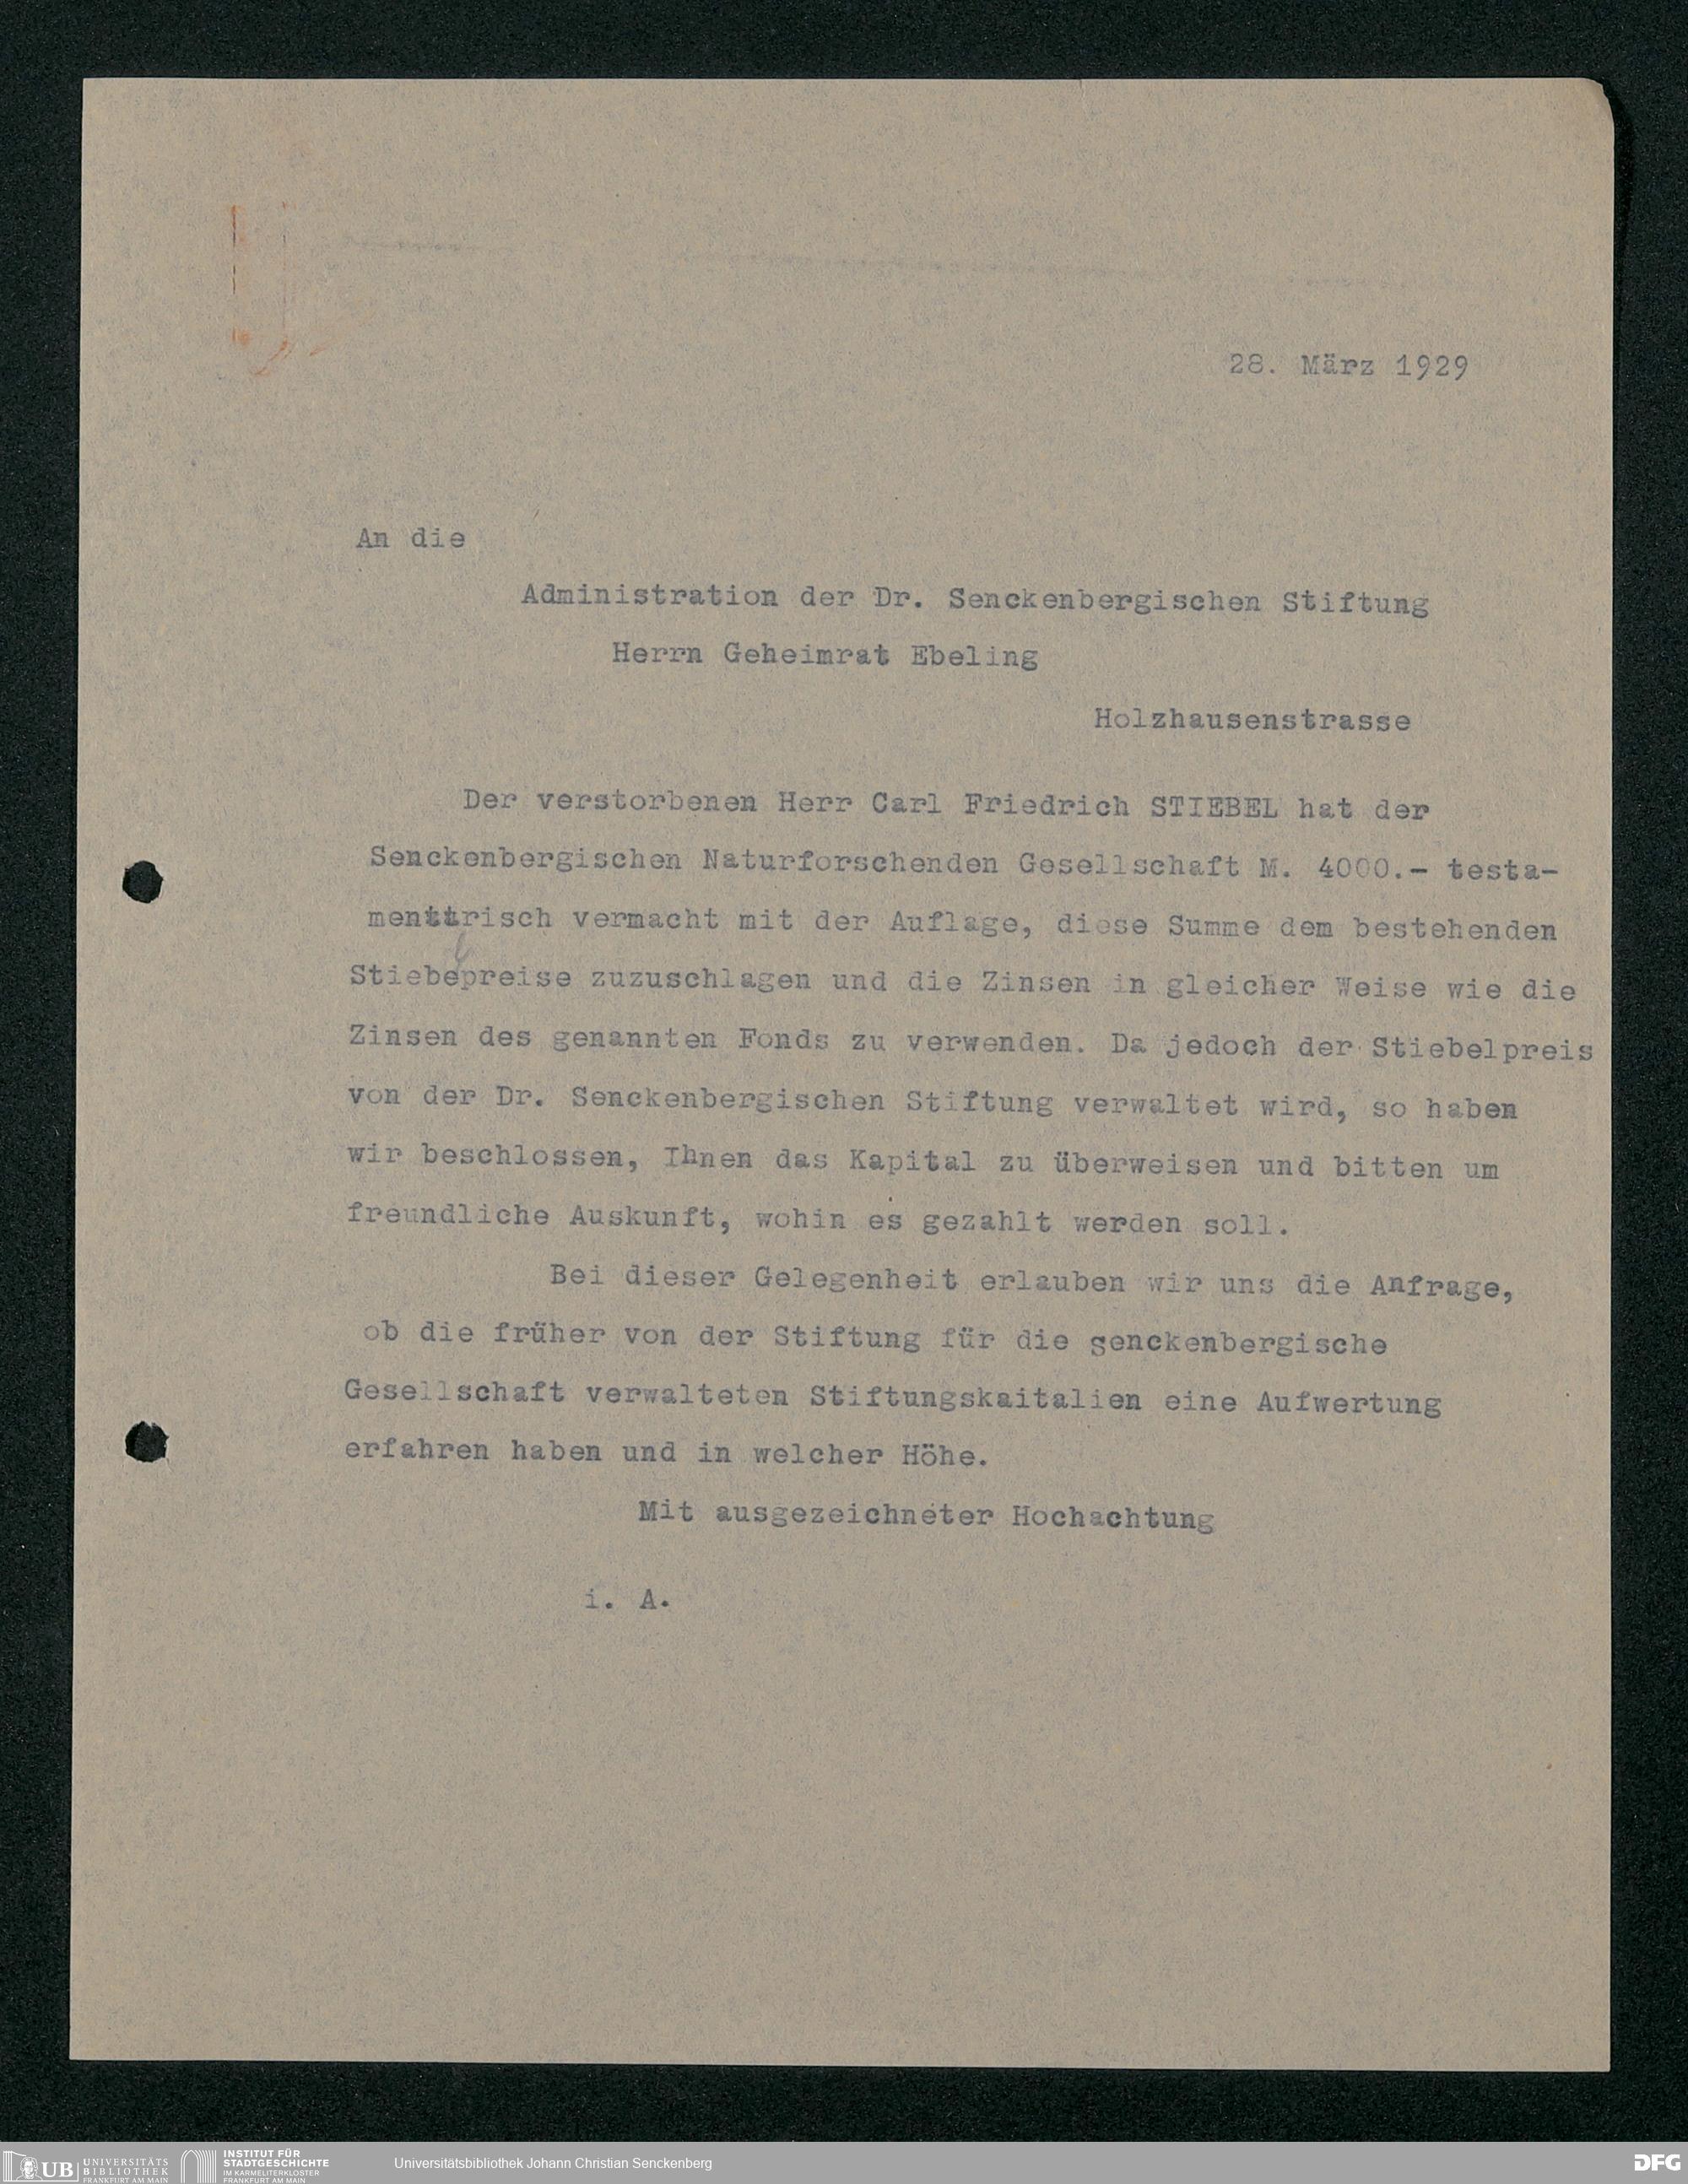 28. März 1929
An die
Administration der Dr. Senckenbergischen Stiftung
Herrn Geheimrat Ebeling
Holzhausenstrasse
Der verstorbenen Herr Carl Friedrich STIEBEL hat der
Senckenbergischen Naturforschenden Gesellschaft M. 4000.- testa-
menttrisch vermacht mit der Auflage, diese Summe dem bestehenden
Stiebelpreise zuzuschlagen und die Zinsen in gleicher Weise wie die
Zinsen des genannten Fonds zu verwenden. Da jedoch der Stiebelpreis
von der Dr. Senckenbergischen Stiftung verwaltet wird, so haben
wir beschlossen, Ihnen das Kapital zu überweisen und bitten um
freundliche Auskunft, wohin es gezahlt werden soll.
Bei dieser Gelegenheit erlauben wir uns die Anfrage,
ob die früher von der Stiftung für die senckenbergische
Gesellschaft verwalteten Stiftungskaitalien eine Aufwertung
erfahren haben und in welcher Höhe.
Mit ausgezeichneter Hochachtung
i. A.
UB UNIVERSITÄTS
BIBLIOTHEK
FRANKFURT AM MAIN
INSTITUT FÜR
STADTGESCHICHTE
IM KARMELITERKLOSTER
FRANKFURT AM MAIN
Universitätsbibliothek Johann Christian Senckenberg
DFG